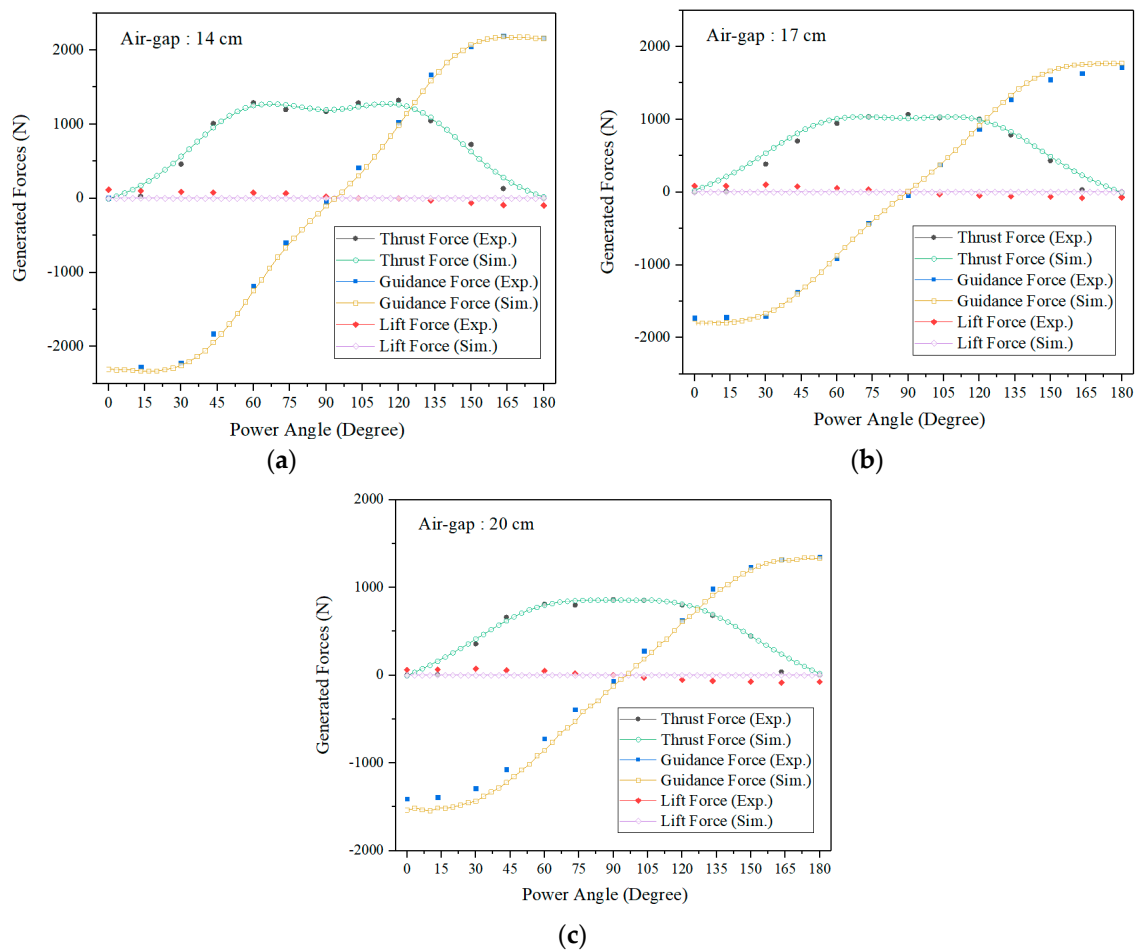 Air-gap : 14 cm
2000
1000
0
-1000
-2000
Generated Forces (N)
Thrust Force (Exp.)
Thrust Force (Sim.)
Guidance Force (Exp.)
Guidance Force (Sim.)
Lift Force (Exp.)
Lift Force (Sim.)
0 15 30 45 60 75 90 105 120 135 150 165 180
Power Angle (Degree)
(a)
Air-gap : 17 cm
2000
1000
0
-1000
-2000
Generated Forces (N)
Thrust Force (Exp.)
Thrust Force (Sim.)
Guidance Force (Exp.)
Guidance Force (Sim.)
Lift Force (Exp.)
Lift Force (Sim.)
0 15 30 45 60 75 90 105 120 135 150 165 180
Power Angle (Degree)
(b)
Air-gap : 20 cm
2000
1000
0
-1000
-2000
Generated Forces (N)
Thrust Force (Exp.)
Thrust Force (Sim.)
Guidance Force (Exp.)
Guidance Force (Sim.)
Lift Force (Exp.)
Lift Force (Sim.)
0 15 30 45 60 75 90 105 120 135 150 165 180
Power Angle (Degree)
(c)